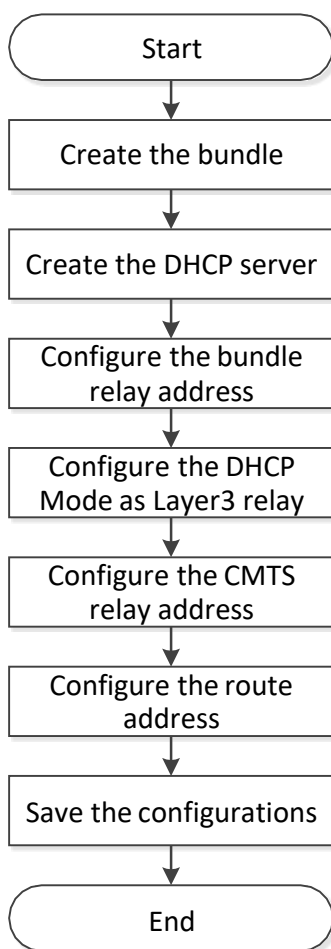 Start
Create the bundle
Create the DHCP server
Configure the bundle
relay address
Configure the DHCP
Mode as Layer3 relay
Configure the CMTS
relay address
Configure the route
address
Save the configurations
End